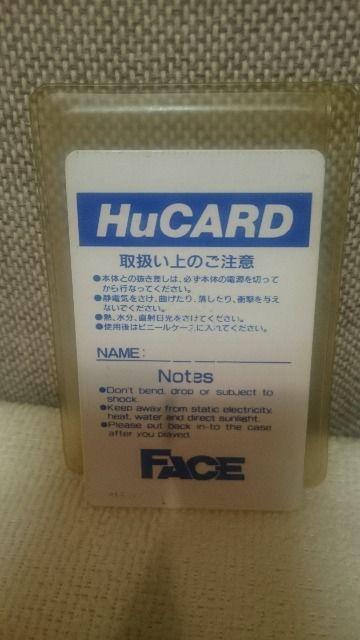 HuCARD
取扱い上のご注意
●本体との抜き差しは、必ず本体の電源を切って
から行なってください。
●静電気をさけ、曲げたり、落したり、衝撃を与え
ないでください。
●熱、水分、直射日光をさけてください。
●使用後はビニールケースに入れてください。
NAME:
Notes
●Don't bend, drop or subject to
shock.
●Keep away from static electricity,
heat, water and direct sunlight.
●Please put back in-to the case
after you played.
FACE